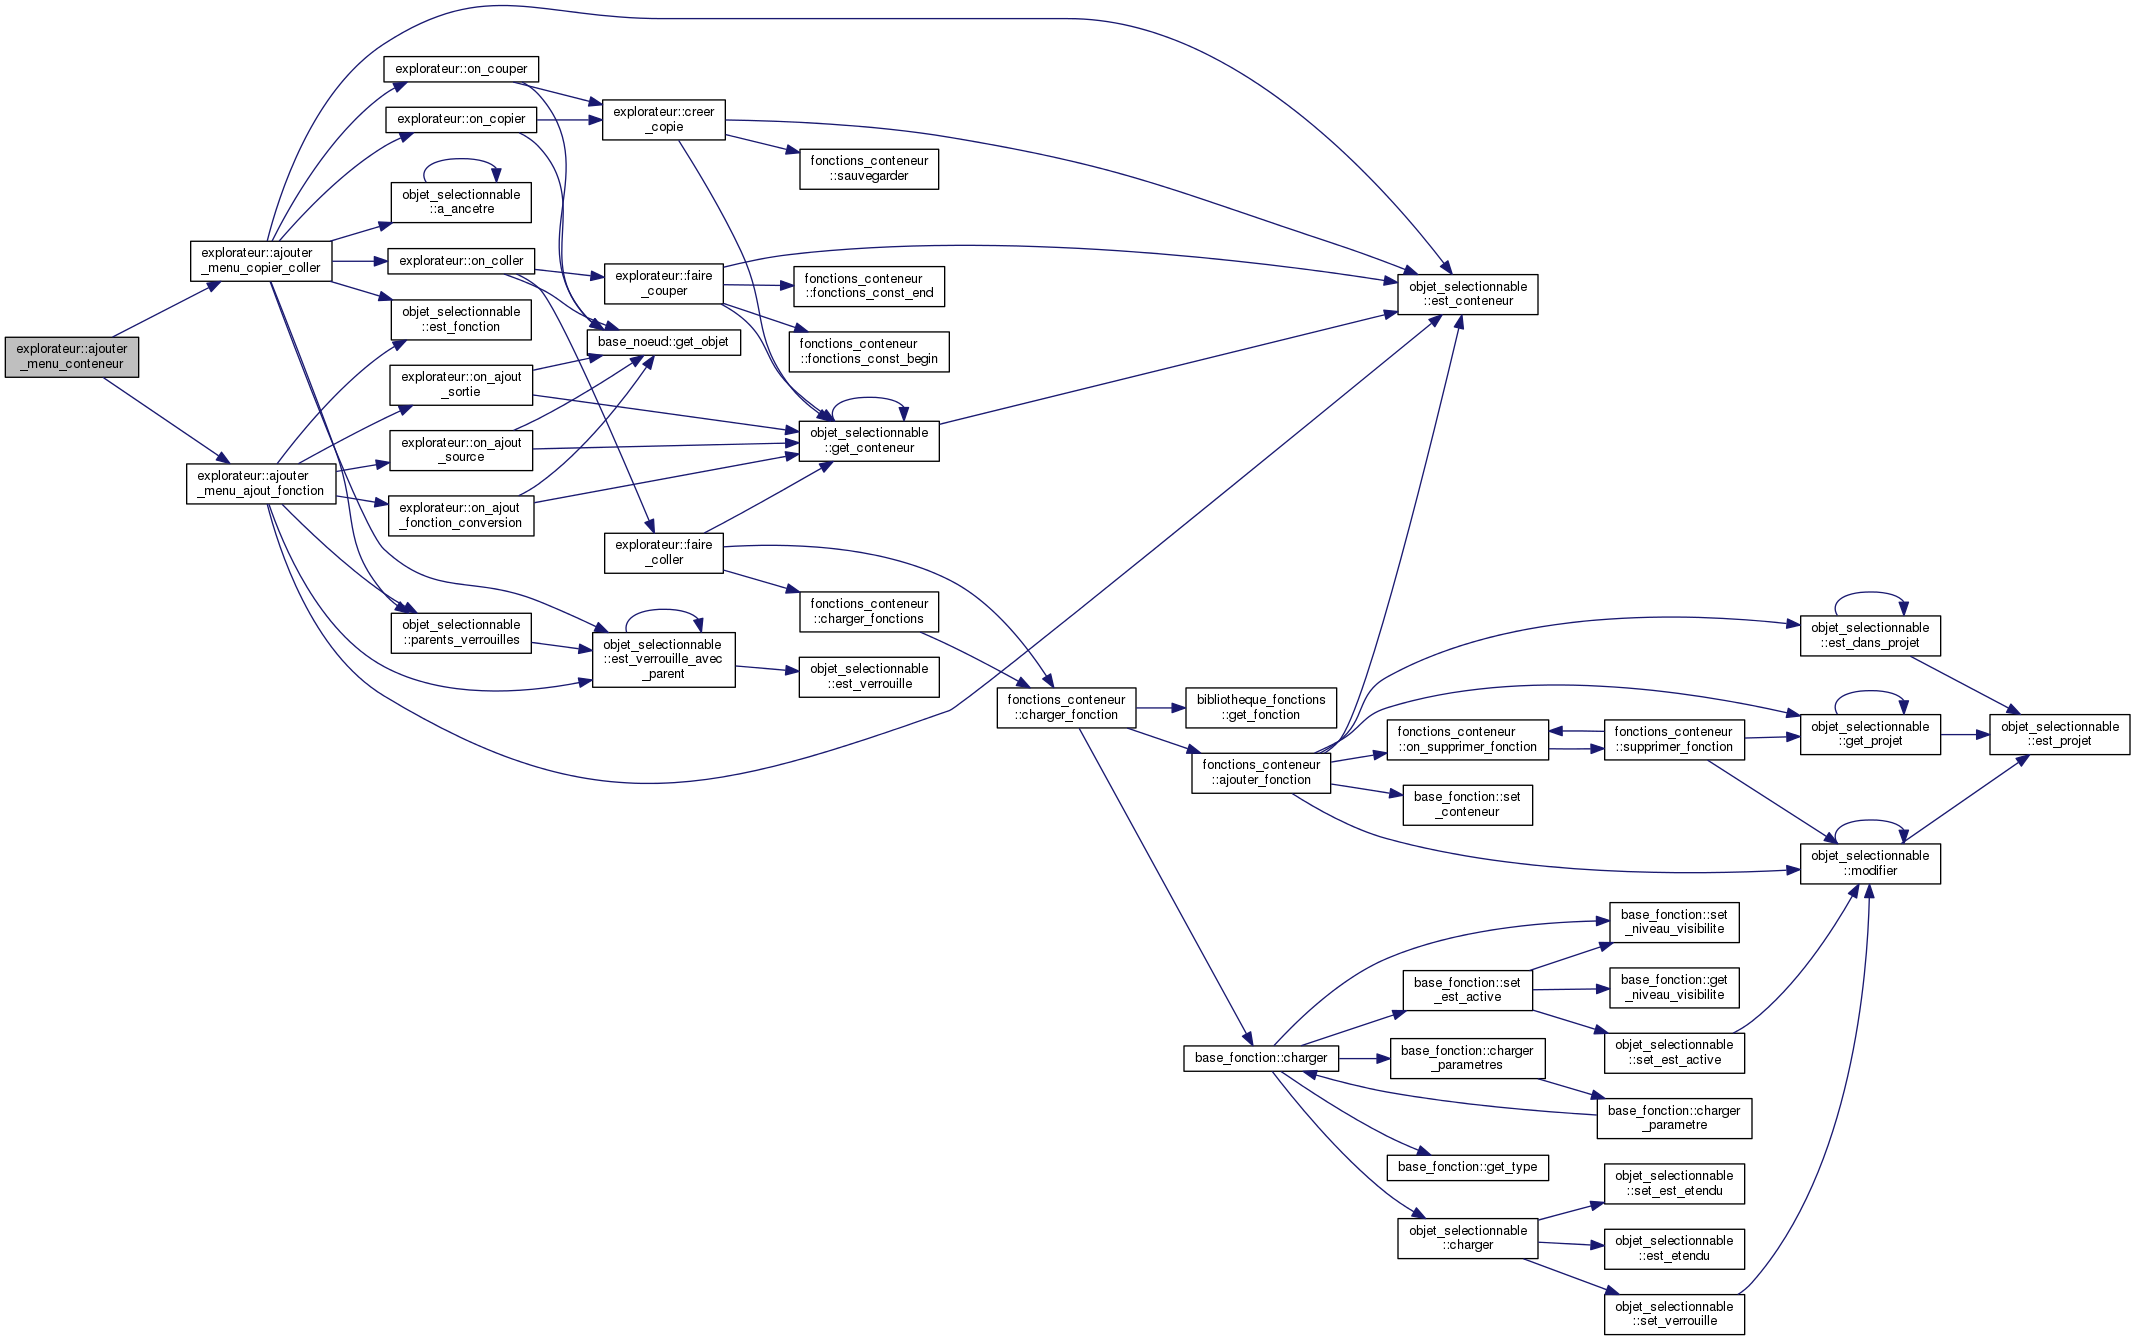 explorateur::ajouter
_menu_conteneur
explorateur::ajouter
_menu_copier_coller
explorateur::ajouter
_menu_ajout_fonction
explorateur::on_couper
explorateur::on_copier
objet_selectionnable
::a_ancetre
explorateur::on_coller
objet_selectionnable
::est_fonction
explorateur::on_ajout
_sortie
explorateur::on_ajout
_source
explorateur::on_ajout
_fonction_conversion
objet_selectionnable
::parents_verrouilles
explorateur::creer
_copie
explorateur::faire
_couper
base_noeud::get_objet
explorateur::faire
_coller
objet_selectionnable
::est_verrouille_avec
_parent
fonctions_conteneur
::sauvegarder
fonctions_conteneur
::fonctions_const_end
fonctions_conteneur
::fonctions_const_begin
objet_selectionnable
::get_conteneur
fonctions_conteneur
::charger_fonctions
objet_selectionnable
::est_verrouille
fonctions_conteneur
::charger_fonction
bibliotheque_fonctions
::get_fonction
fonctions_conteneur
::ajouter_fonction
base_fonction::charger
objet_selectionnable
::est_conteneur
fonctions_conteneur
::on_supprimer_fonction
base_fonction::set
_conteneur
base_fonction::set
_est_active
base_fonction::charger
_parametres
base_fonction::get_type
objet_selectionnable
::charger
fonctions_conteneur
::supprimer_fonction
base_fonction::set
_niveau_visibilite
base_fonction::get
_niveau_visibilite
objet_selectionnable
::set_est_active
base_fonction::charger
_parametre
objet_selectionnable
::set_est_etendu
objet_selectionnable
::est_etendu
objet_selectionnable
::set_verrouille
objet_selectionnable
::est_dans_projet
objet_selectionnable
::get_projet
objet_selectionnable
::modifier
objet_selectionnable
::est_projet